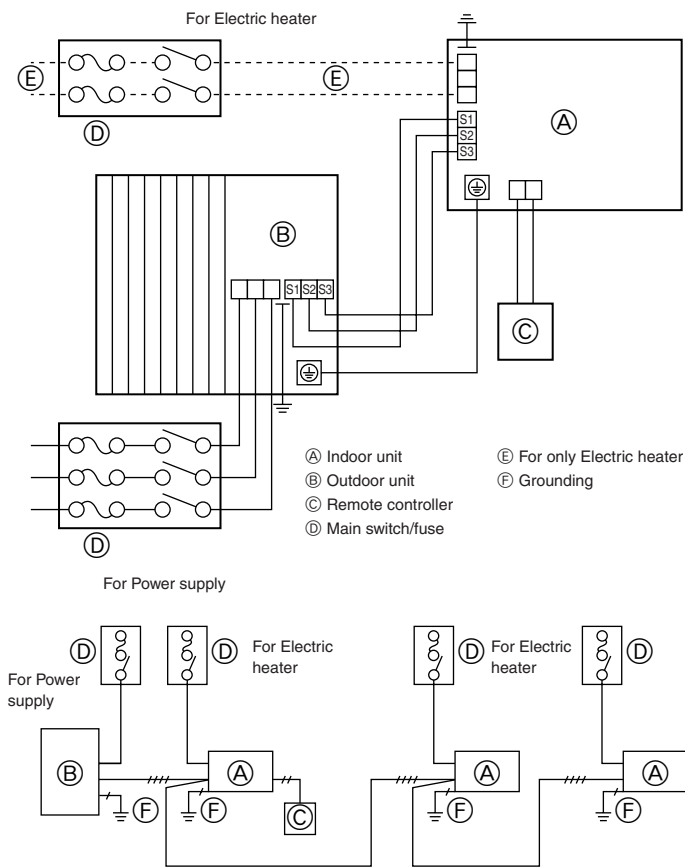 For Electric heater
Ⓔ Ⓔ
Ⓓ
Ⓐ
S1
S2
S3
Ⓑ
S1 S2 S3
Ⓒ
Ⓐ Indoor unit
Ⓑ Outdoor unit
Ⓒ Remote controller
Ⓓ Main switch/fuse
Ⓔ For only Electric heater
Ⓕ Grounding
Ⓓ
For Power supply
Ⓓ Ⓓ For Electric
heater
Ⓓ For Electric
heater
Ⓓ
For Power
supply
Ⓑ Ⓐ Ⓐ Ⓐ
Ⓕ Ⓕ Ⓒ Ⓕ Ⓕ